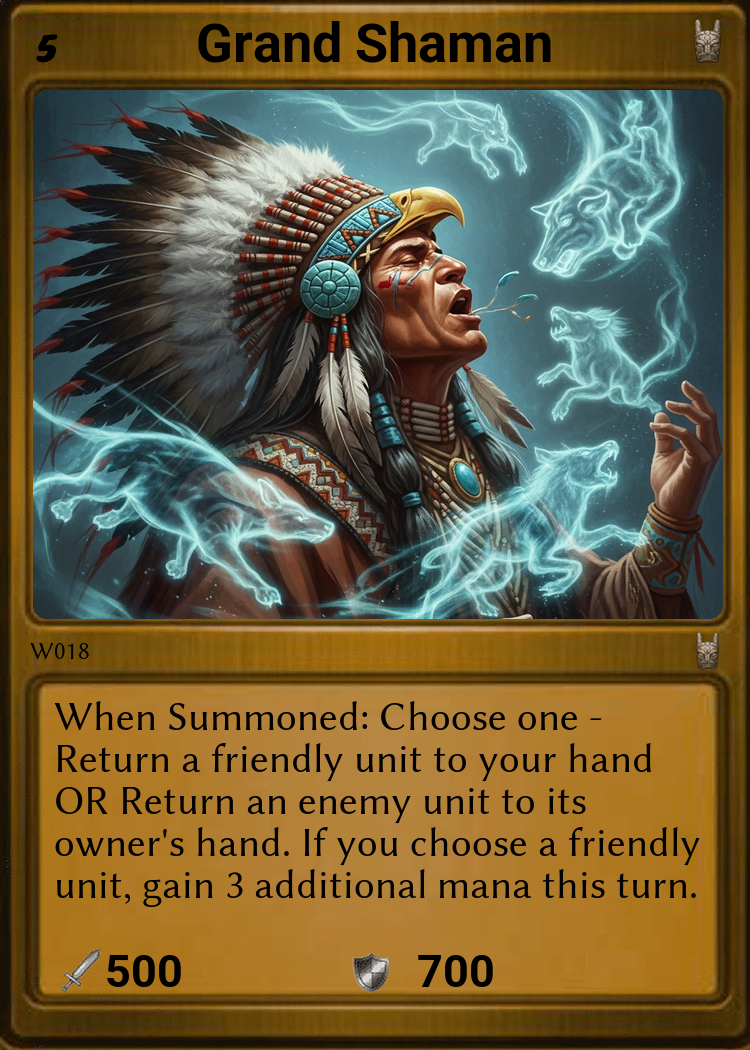 5 Grand Shaman
W018
When Summoned: Choose one -
Return a friendly unit to your hand
OR Return an enemy unit to its
owner's hand. If you choose a friendly
unit, gain 3 additional mana this turn.
500 700